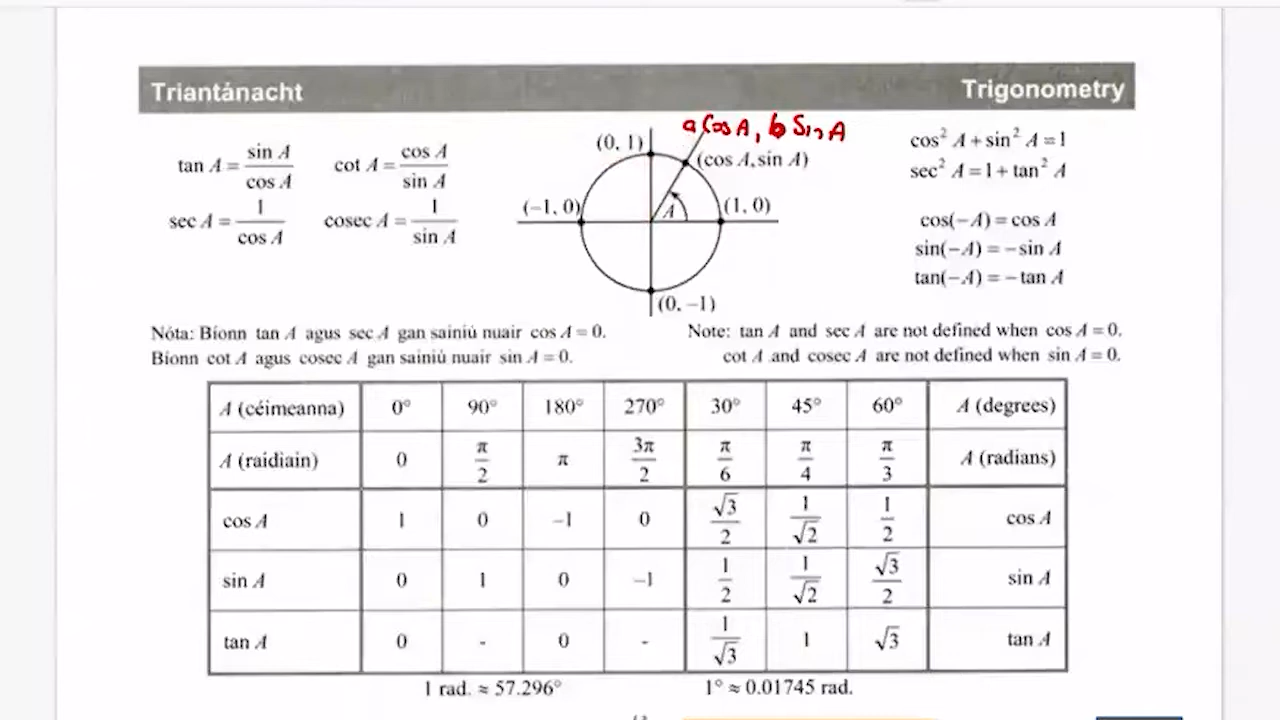 Triantánacht Trigonometry
a Cos A, b Sin A
tan A = sin A / cos A
cot A = cos A / sin A
sec A = 1 / cos A
cosec A = 1 / sin A
(0, 1)
(cos A, sin A)
(−1, 0)
A
(1, 0)
(0, −1)
cos² A + sin² A = 1
sec² A = 1 + tan² A
cos(−A) = cos A
sin(−A) = − sin A
tan(−A) = − tan A
Nóta: Bíonn tan A agus sec A gan sainiú nuair cos A = 0.
Bíonn cot A agus cosec A gan sainiú nuair sin A = 0.
Note: tan A and sec A are not defined when cos A = 0.
cot A and cosec A are not defined when sin A = 0.
A (céimeanna) 0° 90° 180° 270° 30° 45° 60° A (degrees)
A (raidiain) 0 π/2 π 3π/2 π/6 π/4 π/3 A (radians)
cos A 1 0 −1 0 √3/2 1/√2 1/2 cos A
sin A 0 1 0 −1 1/2 1/√2 √3/2 sin A
tan A 0 - 0 - 1/√3 1 √3 tan A
1 rad. ≈ 57.296° 1° ≈ 0.01745 rad.